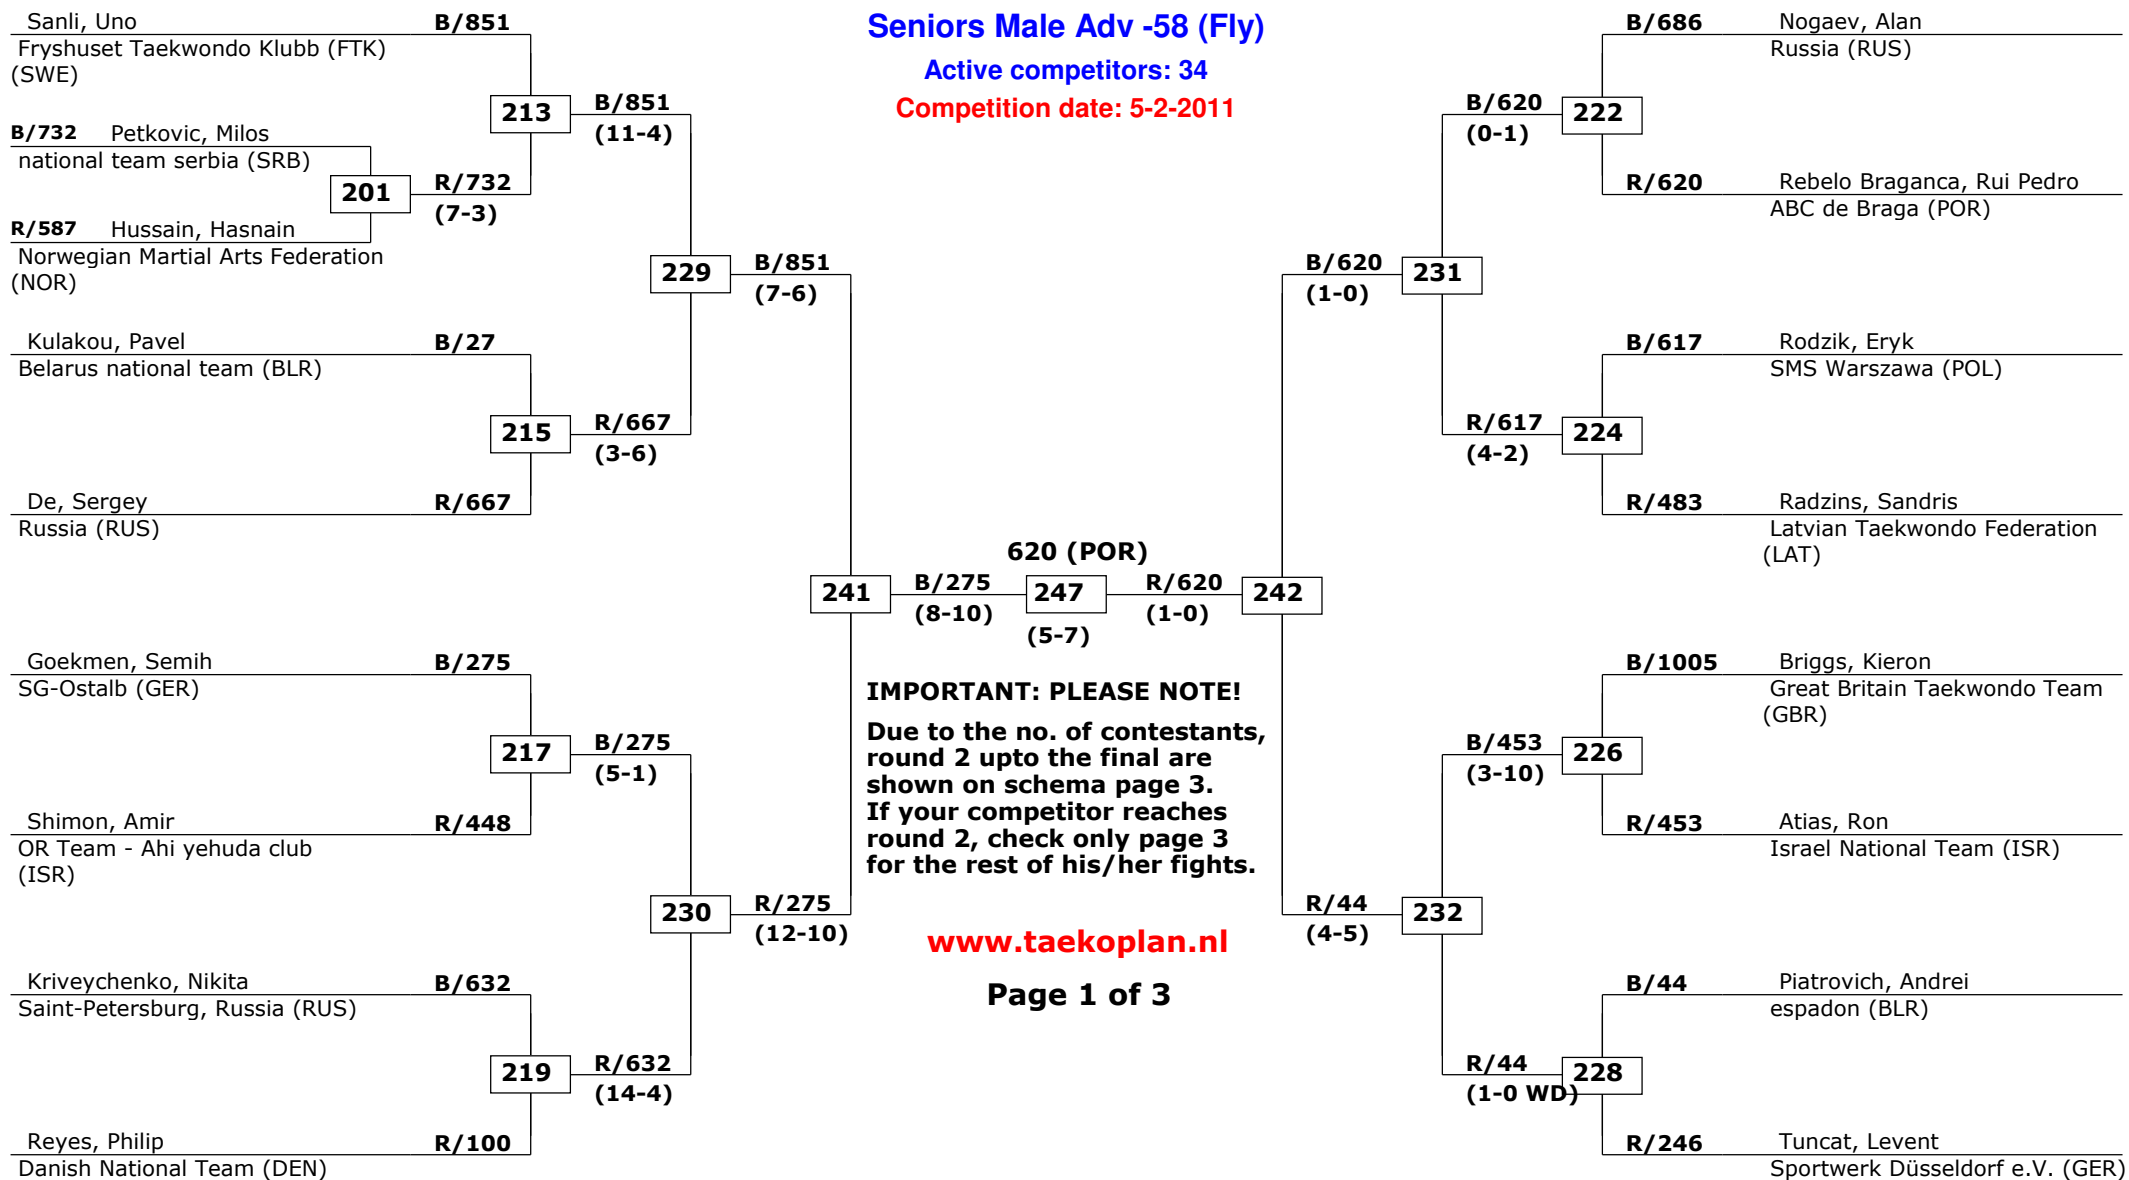 Seniors Male Adv -58 (Fly)
Active competitors: 34
Competition date: 5-2-2011
Sanli, Uno B/851
Fryshuset Taekwondo Klubb (FTK)
(SWE)
213
B/851
(11-4)
B/732 Petkovic, Milos
national team serbia (SRB)
201
R/732
(7-3)
R/587 Hussain, Hasnain
Norwegian Martial Arts Federation
(NOR)
229
B/851
(7-6)
Kulakou, Pavel B/27
Belarus national team (BLR)
215
R/667
(3-6)
De, Sergey R/667
Russia (RUS)
241
B/275
(8-10)
Goekmen, Semih B/275
SG-Ostalb (GER)
217
B/275
(5-1)
Shimon, Amir R/448
OR Team - Ahi yehuda club
(ISR)
230
R/275
(12-10)
Kriveychenko, Nikita B/632
Saint-Petersburg, Russia (RUS)
219
R/632
(14-4)
Reyes, Philip R/100
Danish National Team (DEN)
620 (POR)
247
(5-7)
IMPORTANT: PLEASE NOTE!
Due to the no. of contestants,
round 2 upto the final are
shown on schema page 3.
If your competitor reaches
round 2, check only page 3
for the rest of his/her fights.
www.taekoplan.nl
Page 1 of 3
B/686 Nogaev, Alan
Russia (RUS)
B/620
(0-1)
222
R/620 Rebelo Braganca, Rui Pedro
ABC de Braga (POR)
B/620
(1-0)
231
B/617 Rodzik, Eryk
SMS Warszawa (POL)
R/617
(4-2)
224
R/483 Radzins, Sandris
Latvian Taekwondo Federation
(LAT)
R/620
(1-0)
242
B/1005 Briggs, Kieron
Great Britain Taekwondo Team
(GBR)
B/453
(3-10)
226
R/453 Atias, Ron
Israel National Team (ISR)
R/44
(4-5)
232
B/44 Piatrovich, Andrei
espadon (BLR)
R/44
(1-0 WD)
228
R/246 Tuncat, Levent
Sportwerk Düsseldorf e.V. (GER)